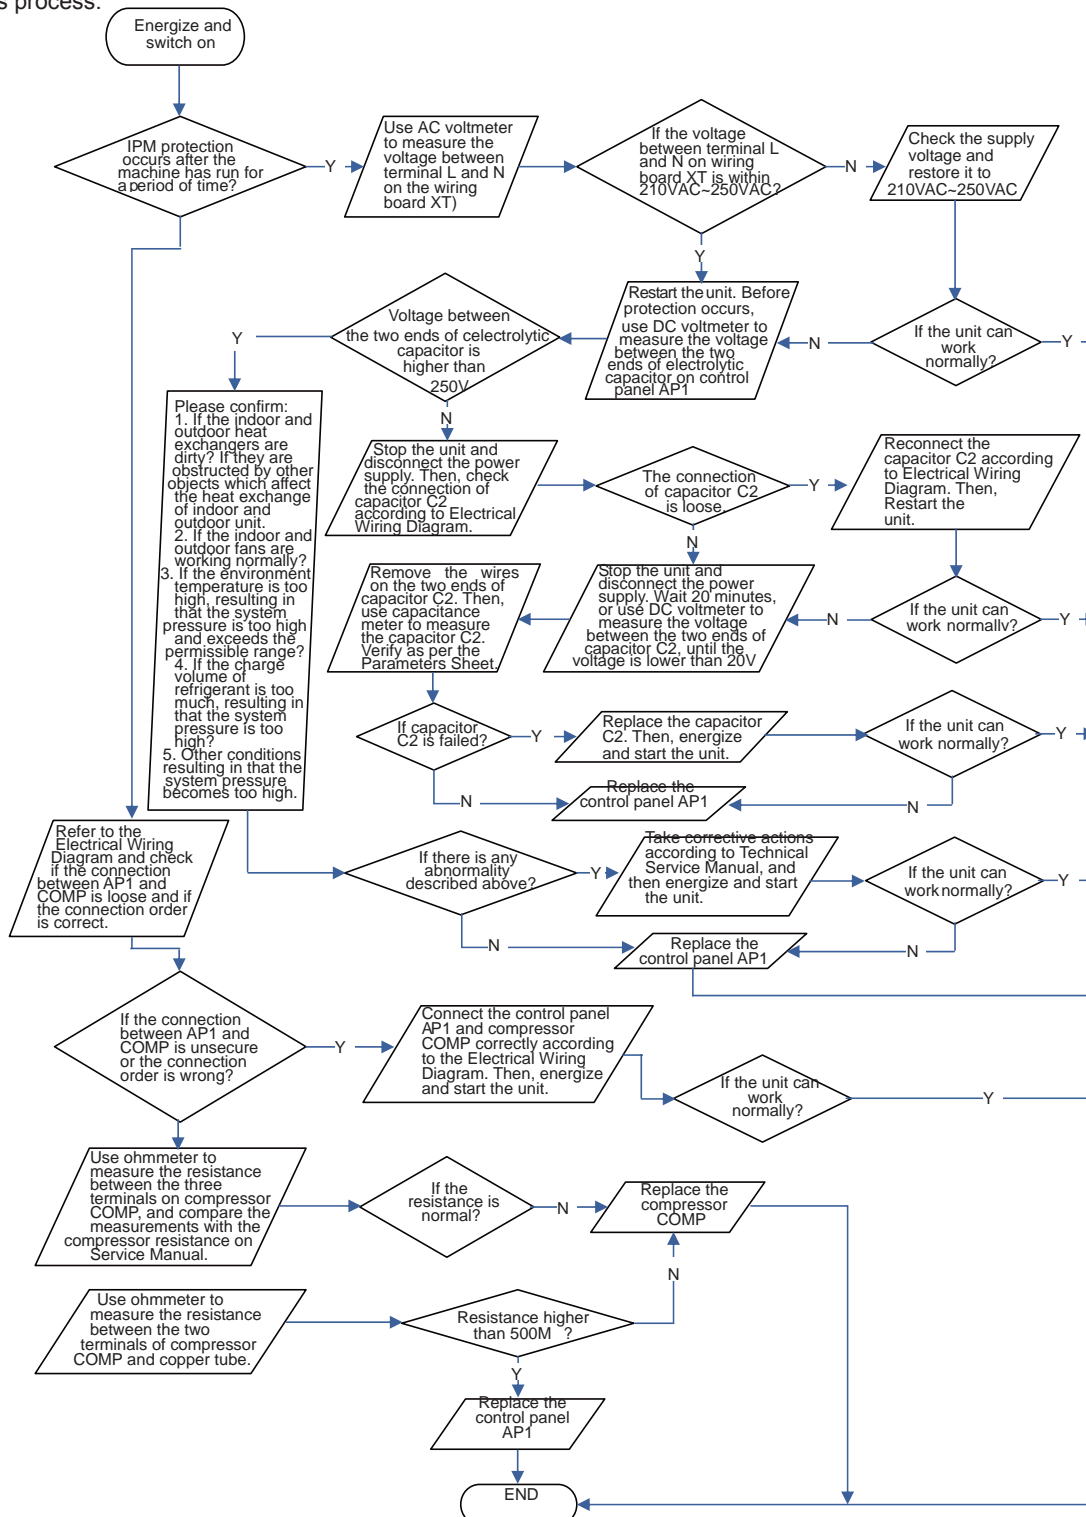 s process.
Energize and
switch on
IPM protection
occurs after the
machine has run for
a period of time?
Y
Use AC voltmeter
to measure the
voltage between
terminal L and N
on the wiring
board XT)
If the voltage
between terminal L
and N on wiring
board XT is within
210VAC~250VAC?
N
Check the supply
voltage and
restore it to
210VAC~250VAC
Y
If the unit can
work
normally?
Y
N
Restart the unit. Before
protection occurs,
use DC voltmeter to
measure the voltage
between the two
ends of electrolytic
capacitor on control
panel AP1
Voltage between
the two ends of celectrolytic
capacitor is
higher than
250V
Y
N
Please confirm:
1. If the indoor and
outdoor heat
exchangers are
dirty? If they are
obstructed by other
objects which affect
the heat exchange
of indoor and
outdoor unit.
2. If the indoor and
outdoor fans are
working normally?
3. If the environment
temperature is too
high, resulting in
that the system
pressure is too high
and exceeds the
permissible range?
4. If the charge
volume of
refrigerant is too
much, resulting in
that the system
pressure is too
high?
5. Other conditions
resulting in that the
system pressure
becomes too high.
Stop the unit and
disconnect the power
supply. Then, check
the connection of
capacitor C2
according to Electrical
Wiring Diagram.
The connection
of capacitor C2
is loose.
Y
Reconnect the
capacitor C2 according
to Electrical Wiring
Diagram. Then,
Restart the
unit.
N
If the unit can
work normally?
Y
N
Stop the unit and
disconnect the power
supply. Wait 20 minutes,
or use DC voltmeter to
measure the voltage
between the two ends of
capacitor C2, until the
voltage is lower than 20V
Remove the wires
on the two ends of
capacitor C2. Then,
use capacitance
meter to measure
the capacitor C2.
Verify as per the
Parameters Sheet.
If capacitor
C2 is failed?
Y
Replace the capacitor
C2. Then, energize
and start the unit.
If the unit can
work normally?
Y
N
Replace the
control panel AP1
N
Refer to the
Electrical Wiring
Diagram and check
if the connection
between AP1 and
COMP is loose and if
the connection order
is correct.
If there is any
abnormality
described above?
Y
Take corrective actions
according to Technical
Service Manual, and
then energize and start
the unit.
If the unit can
work normally?
Y
N
Replace the
control panel AP1
N
If the connection
between AP1 and
COMP is unsecure
or the connection
order is wrong?
Y
Connect the control panel
AP1 and compressor
COMP correctly according
to the Electrical Wiring
Diagram. Then, energize
and start the unit.
If the unit can
work
normally?
Y
Use ohmmeter to
measure the resistance
between the three
terminals on compressor
COMP, and compare the
measurements with the
compressor resistance on
Service Manual.
If the
resistance is
normal?
N
Replace the
compressor
COMP
N
Use ohmmeter to
measure the resistance
between the two
terminals of compressor
COMP and copper tube.
Resistance higher
than 500M ?
Y
Replace the
control panel
AP1
END